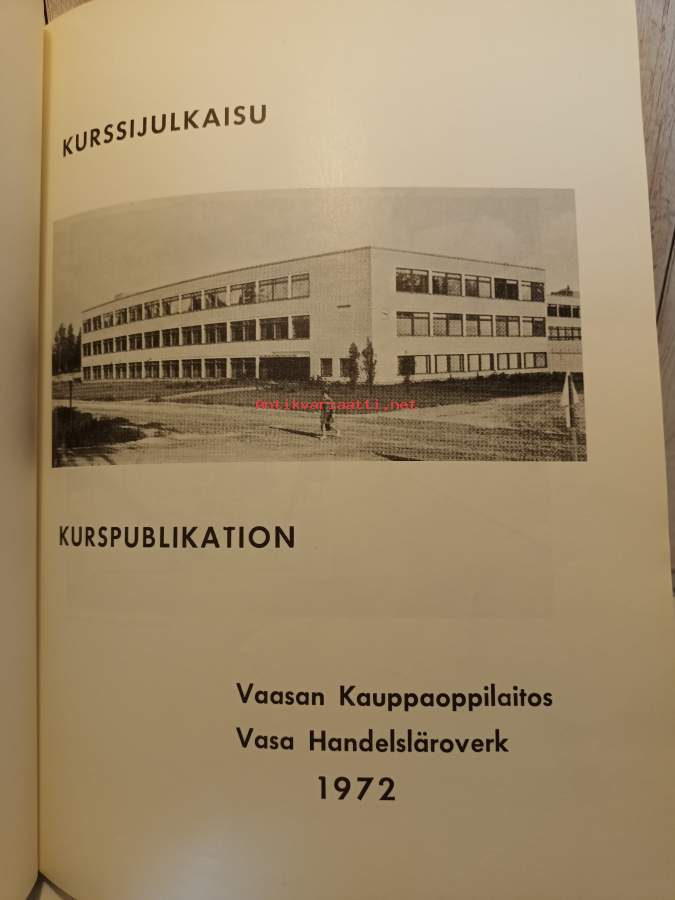 KURSSIJULKAISU
antikvariaatti.net
KURSPUBLIKATION
Vaasan Kauppaoppilaitos
Vasa Handelsläroverk
1972